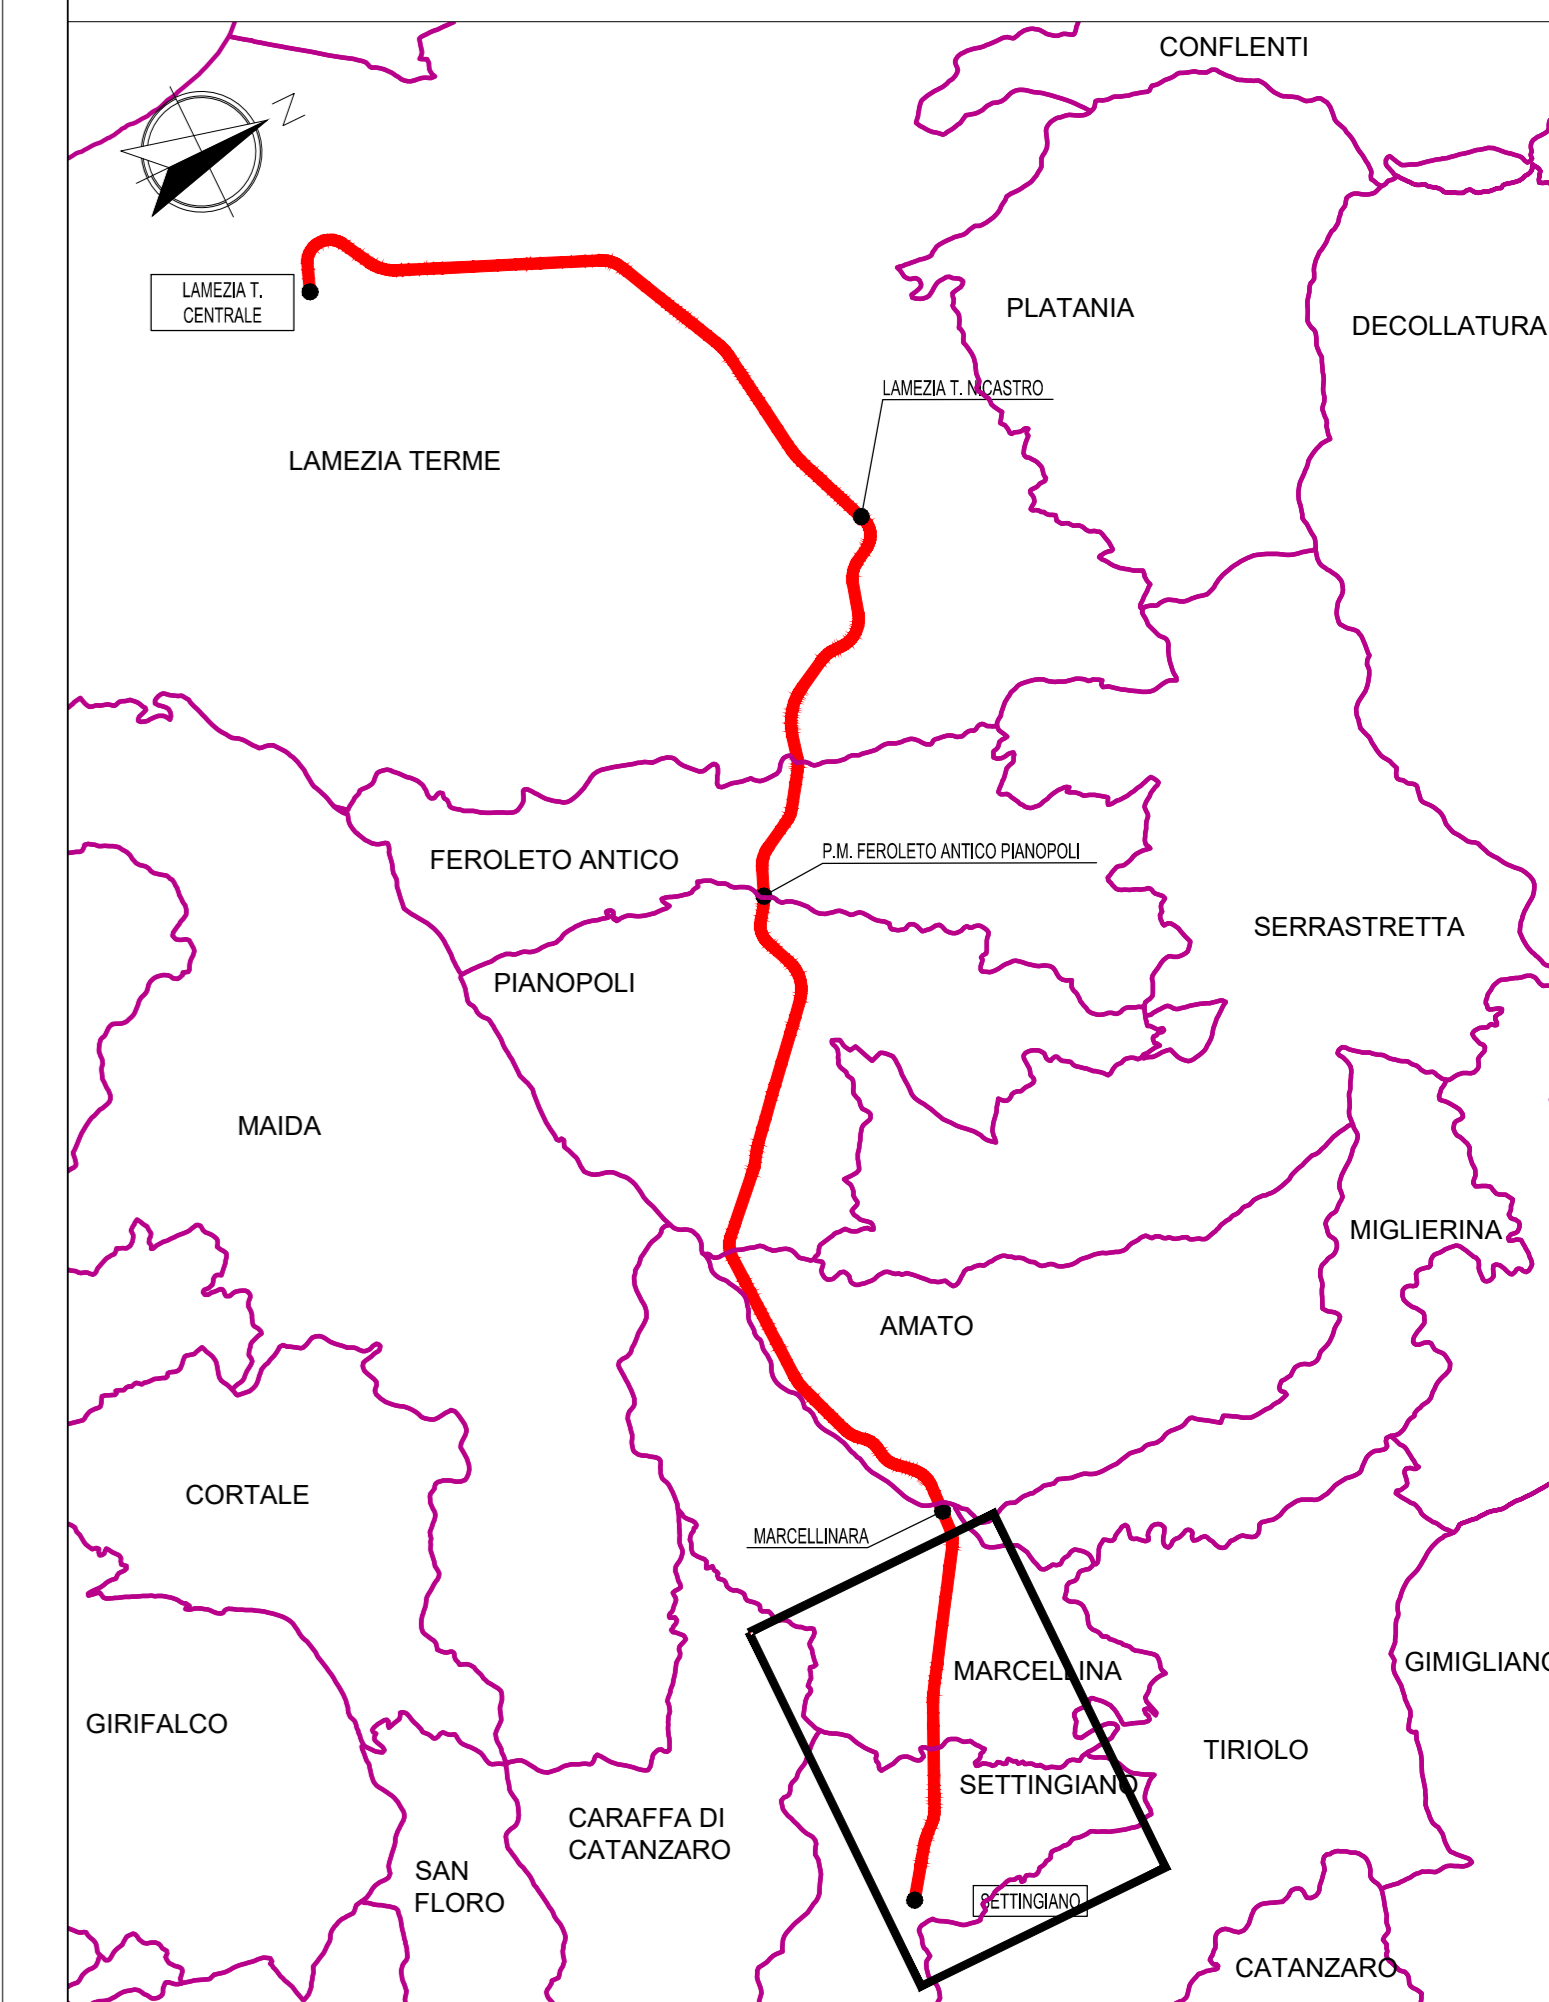 CONFLENTI
N
LAMEZIA T.
CENTRALE
PLATANIA
DECOLLATURA
LAMEZIA T. NICASTRO
LAMEZIA TERME
FEROLETO ANTICO
P.M. FEROLETO ANTICO PIANOPOLI
SERRASTRETTA
PIANOPOLI
MAIDA
MIGLIERINA
AMATO
CORTALE
MARCELLINARA
MARCELLINA
GIMIGLIANO
GIRIFALCO
TIRIOLO
SETTINGIANO
CARAFFA DI
CATANZARO
SAN
FLORO
SETTINGIANO
CATANZARO